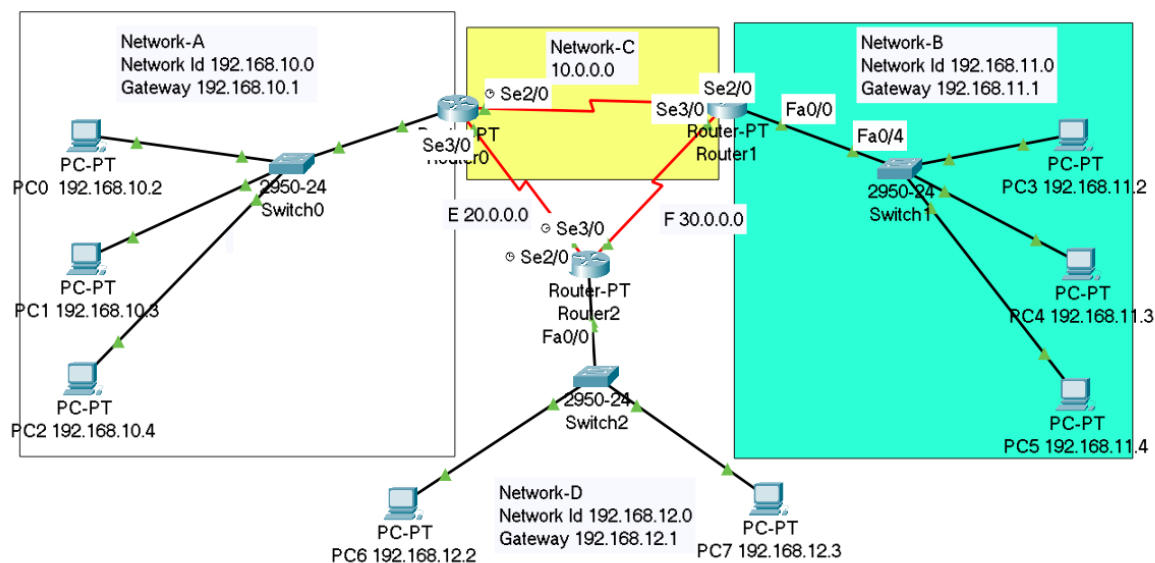 Network-A
Network Id 192.168.10.0
Gateway 192.168.10.1
Network-C
10.0.0.0
Network-B
Network Id 192.168.11.0
Gateway 192.168.11.1
Se2/0
Se3/0
Router0
Se2/0
Se3/0
Router-PT
Router1
Fa0/0
Fa0/4
PC-PT
PC0 192.168.10.2
2950-24
Switch0
PC-PT
PC1 192.168.10.3
PC-PT
PC2 192.168.10.4
E 20.0.0.0
F 30.0.0.0
Se3/0
Se2/0
Router-PT
Router2
Fa0/0
2950-24
Switch2
2950-24
Switch1
PC-PT
PC3 192.168.11.2
PC-PT
PC4 192.168.11.3
PC-PT
PC5 192.168.11.4
Network-D
Network Id 192.168.12.0
Gateway 192.168.12.1
PC-PT
PC6 192.168.12.2
PC-PT
PC7 192.168.12.3